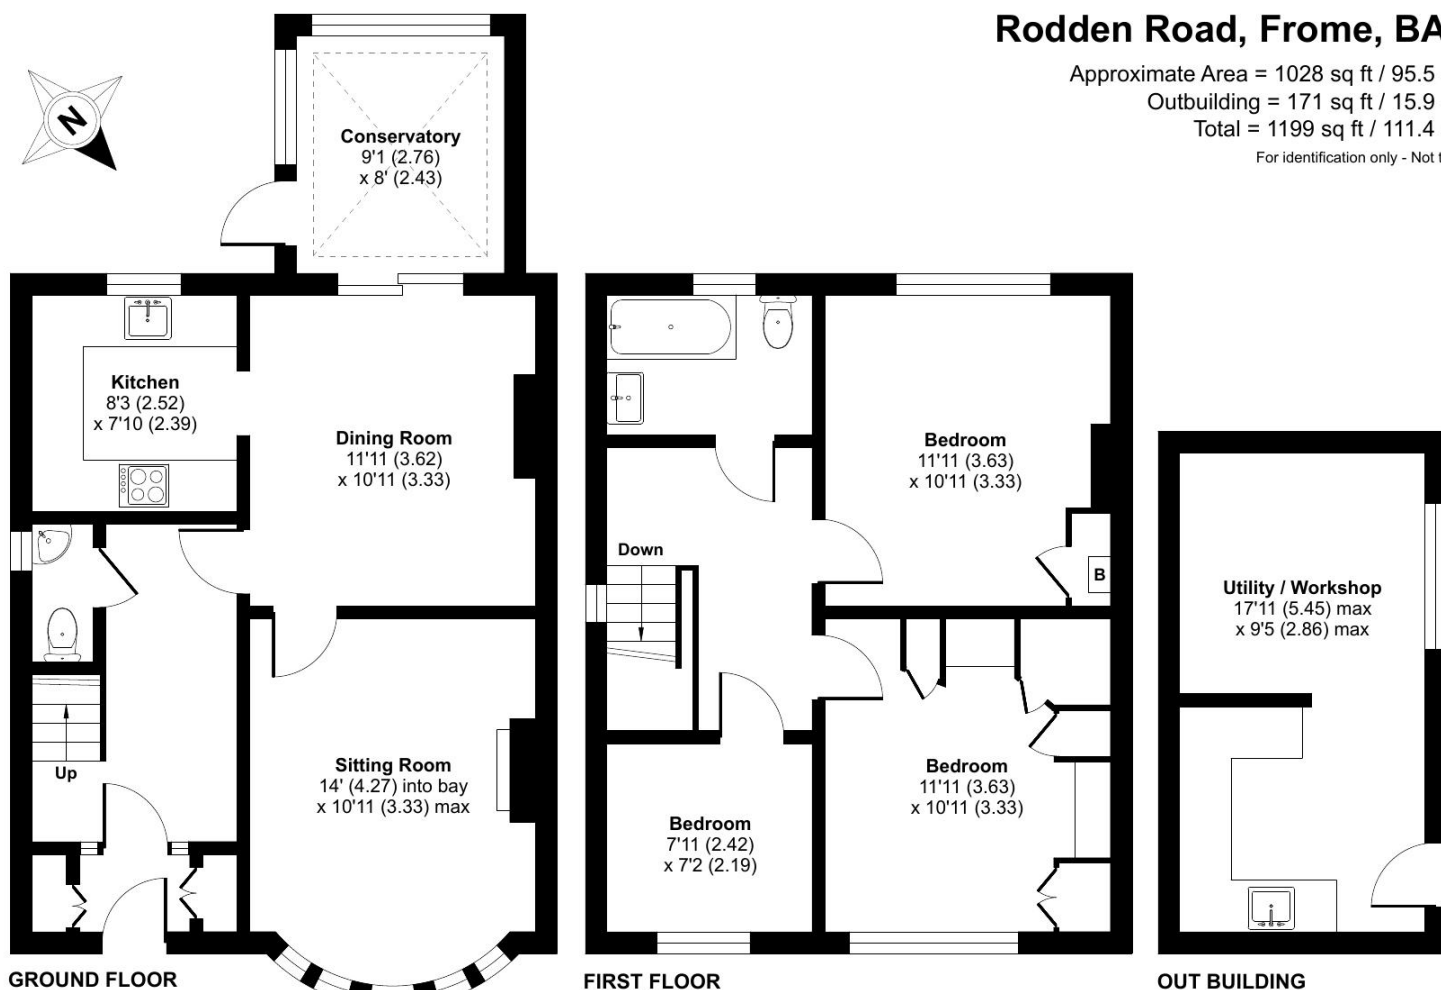 Rodden Road, Frome, BA
Approximate Area = 1028 sq ft / 95.5
Outbuilding = 171 sq ft / 15.9
Total = 1199 sq ft / 111.4
For identification only - Not
N
Conservatory
9'1 (2.76)
x 8' (2.43)
Kitchen
8'3 (2.52)
x 7'10 (2.39)
Dining Room
11'11 (3.62)
x 10'11 (3.33)
Up
Sitting Room
14' (4.27) into bay
x 10'11 (3.33) max
GROUND FLOOR
Bedroom
11'11 (3.63)
x 10'11 (3.33)
Down
B
Bedroom
11'11 (3.63)
x 10'11 (3.33)
Bedroom
7'11 (2.42)
x 7'2 (2.19)
FIRST FLOOR
Utility / Workshop
17'11 (5.45) max
x 9'5 (2.86) max
OUT BUILDING